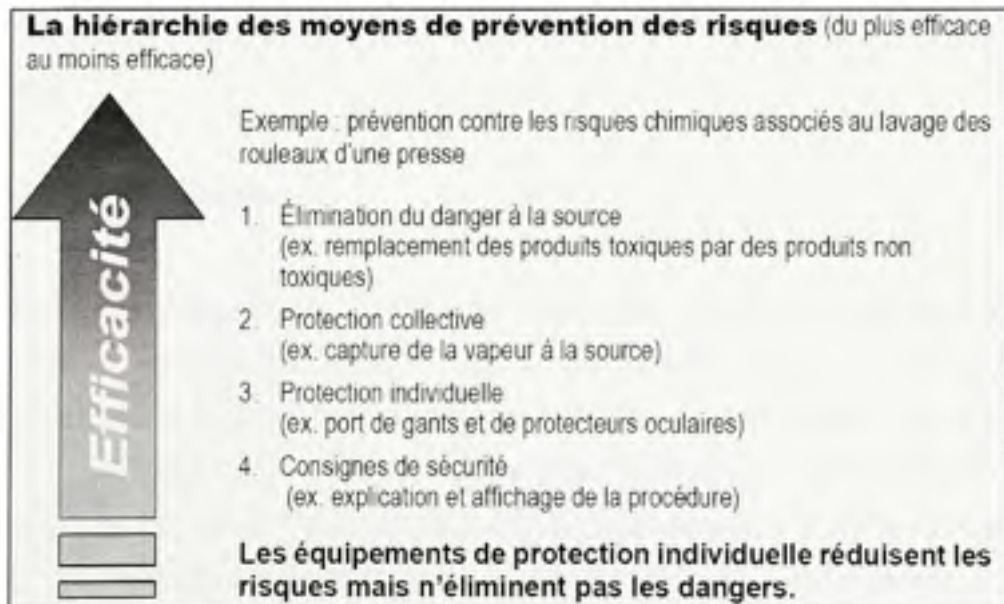 La hiérarchie des moyens de prévention des risques (du plus efficace
au moins efficace)
Exemple : prévention contre les risques chimiques associés au lavage des
rouleaux d'une presse
Efficacité
1. Élimination du danger à la source
(ex. remplacement des produits toxiques par des produits non
toxiques)
2. Protection collective
(ex. capture de la vapeur à la source)
3. Protection individuelle
(ex. port de gants et de protecteurs oculaires)
4. Consignes de sécurité
(ex. explication et affichage de la procédure)
Les équipements de protection individuelle réduisent les
risques mais n'éliminent pas les dangers.